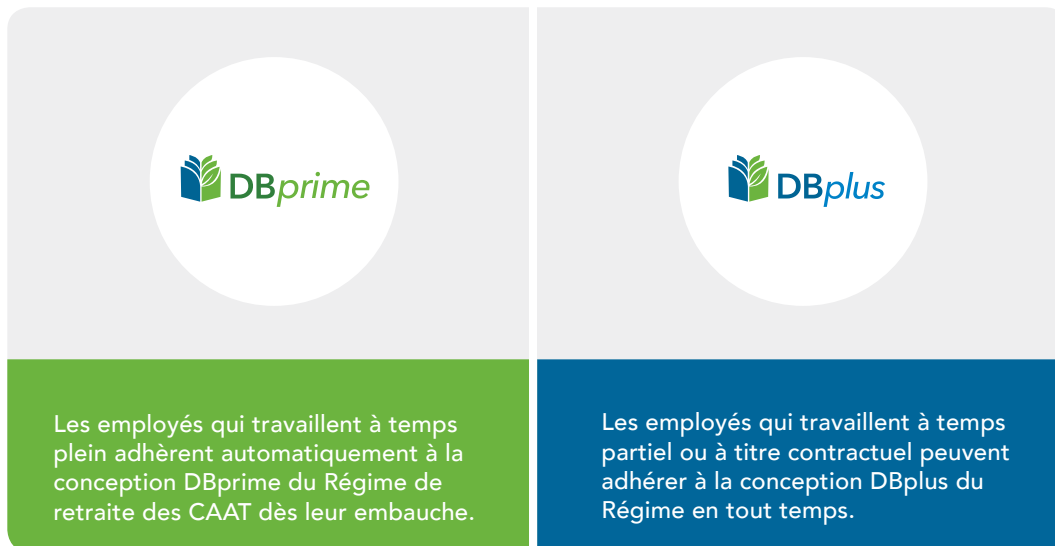 DBprime
Les employés qui travaillent à temps
plein adhèrent automatiquement à la
conception DBprime du Régime de
retraite des CAAT dès leur embauche.
DBplus
Les employés qui travaillent à temps
partiel ou à titre contractuel peuvent
adhérer à la conception DBplus du
Régime en tout temps.